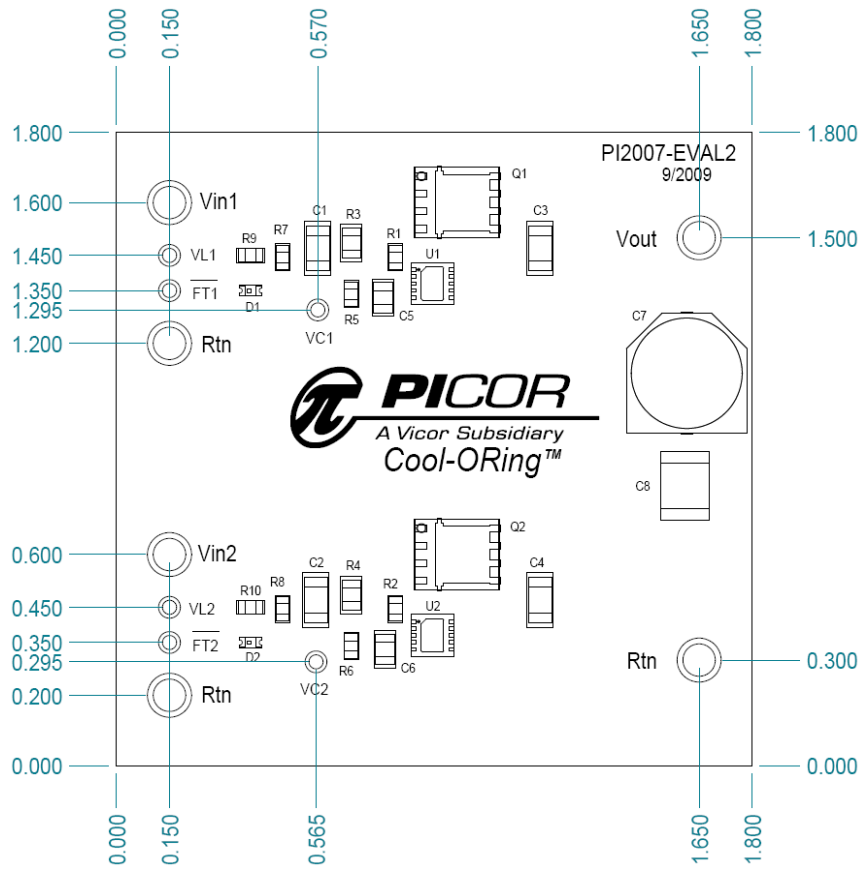 0.000
0.150
0.570
1.650
1.800
1.800
1.800
PI2007-EVAL2
9/2009
Q1
1.600
Vin1
C1
R3
C3
R9
R7
R1
Vout
1.500
1.450
VL1
U1
1.350
FT1
D1
1.295
R5
C5
C7
VC1
1.200
Rtn
π PICOR
A Vicor Subsidiary
Cool-ORing™
C8
Q2
0.600
Vin2
C2
R4
C4
R10
R8
R2
0.450
VL2
U2
0.350
FT2
D2
0.295
R6
C6
Rtn
0.300
VC2
0.200
Rtn
0.000
0.000
0.000
0.150
0.565
1.650
1.800